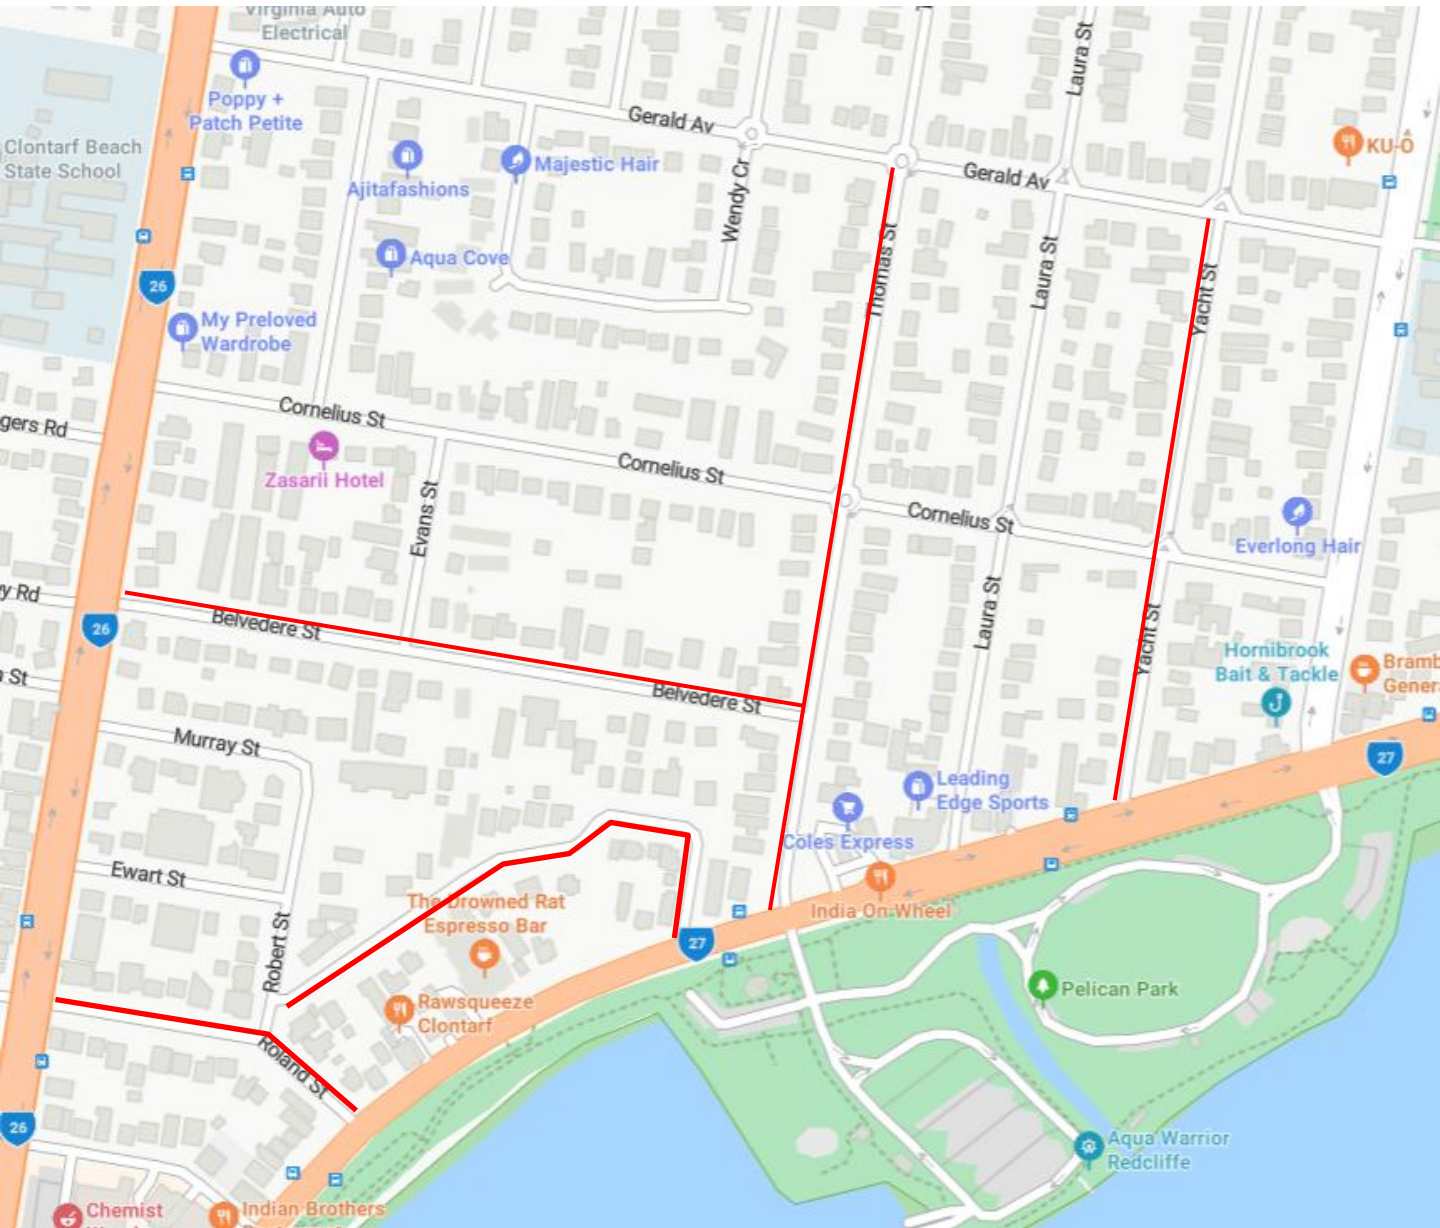 Virginia Auto
Electrical
Poppy +
Patch Petite
Clontarf Beach
State School
Gerald Av
Laura St
KU-O
Ajitafashions
Majestic Hair
Gerald Av
Wendy Cr
Aqua Cove
Thomas St
Laura St
Yacht St
26
My Preloved
Wardrobe
Cornelius St
gers Rd
Cornelius St
Zasarii Hotel
Evans St
Cornelius St
Everlong Hair
y Rd
26
Belvedere St
Laura St
Yacht St
Hornibrook
Bait & Tackle
Bramb
Genera
St
Belvedere St
Murray St
27
Leading
Edge Sports
Coles Express
Ewart St
The Drowned Rat
Espresso Bar
India On Wheel
27
Robert St
Pelican Park
Rawsqueeze
Clontarf
Roland St
26
Aqua Warrior
Redcliffe
Chemist
Indian Brothers